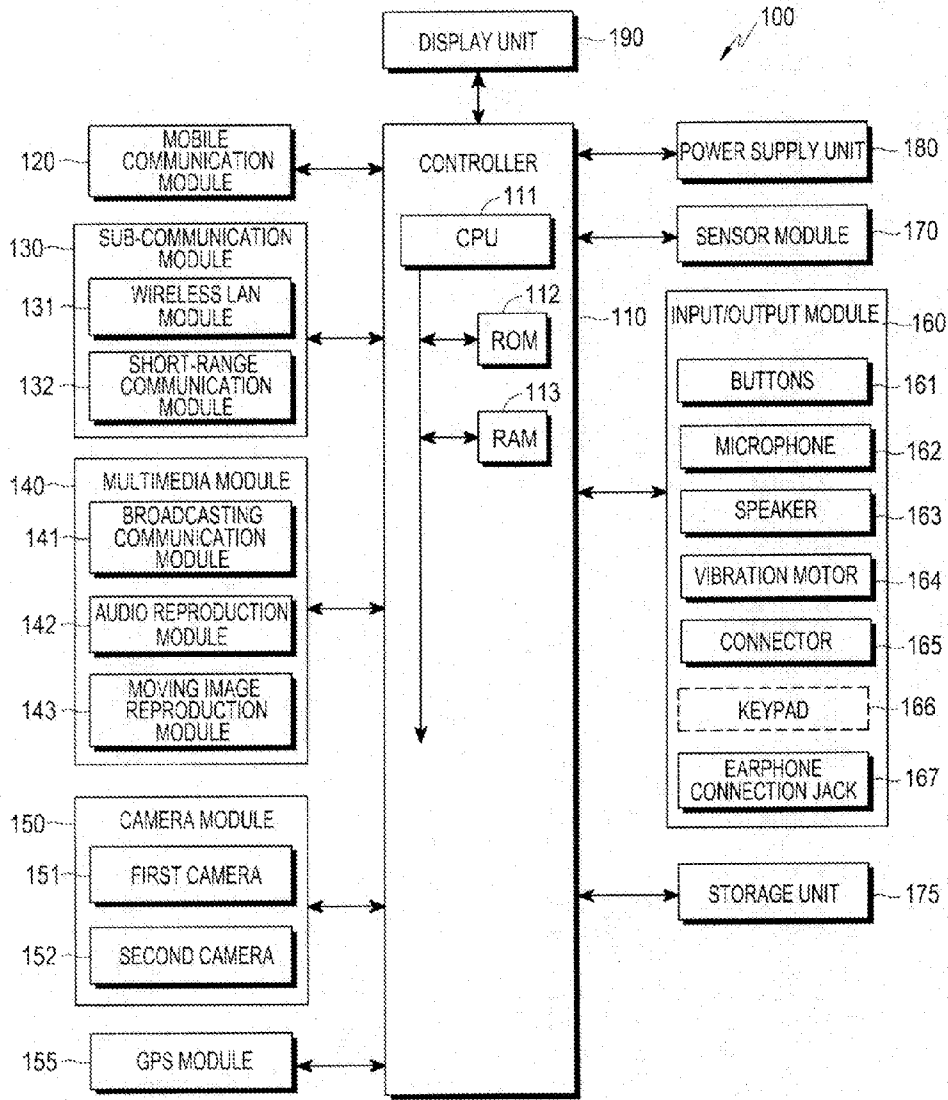 100
DISPLAY UNIT
190
120
MOBILE
COMMUNICATION
MODULE
130
SUB-COMMUNICATION
MODULE
131
WIRELESS LAN
MODULE
132
SHORT-RANGE
COMMUNICATION
MODULE
140
MULTIMEDIA MODULE
141
BROADCASTING
COMMUNICATION
MODULE
142
AUDIO REPRODUCTION
MODULE
143
MOVING IMAGE
REPRODUCTION
MODULE
150
CAMERA MODULE
151
FIRST CAMERA
152
SECOND CAMERA
155
GPS MODULE
CONTROLLER
110
111
CPU
112
ROM
113
RAM
POWER SUPPLY UNIT
180
SENSOR MODULE
170
INPUT/OUTPUT MODULE
160
BUTTONS
161
MICROPHONE
162
SPEAKER
163
VIBRATION MOTOR
164
CONNECTOR
165
KEYPAD
166
EARPHONE
CONNECTION JACK
167
STORAGE UNIT
175